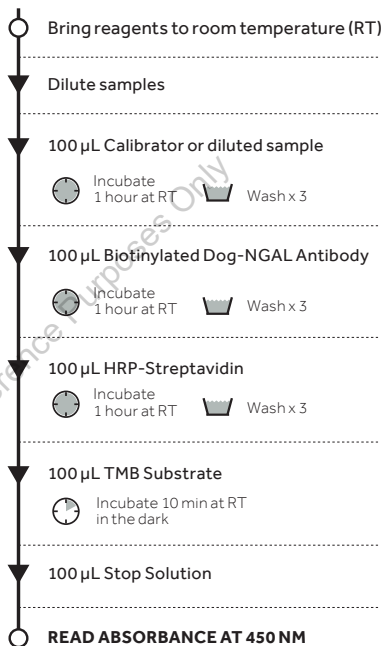 Bring reagents to room temperature (RT)
Dilute samples
100 µL Calibrator or diluted sample
Incubate
1 hour at RT
Wash x 3
100 µL Biotinylated Dog-NGAL Antibody
Incubate
1 hour at RT
Wash x 3
100 µL HRP-Streptavidin
Incubate
1 hour at RT
Wash x 3
100 µL TMB Substrate
Incubate 10 min at RT
in the dark
100 µL Stop Solution
READ ABSORBANCE AT 450 NM
Purposes Only